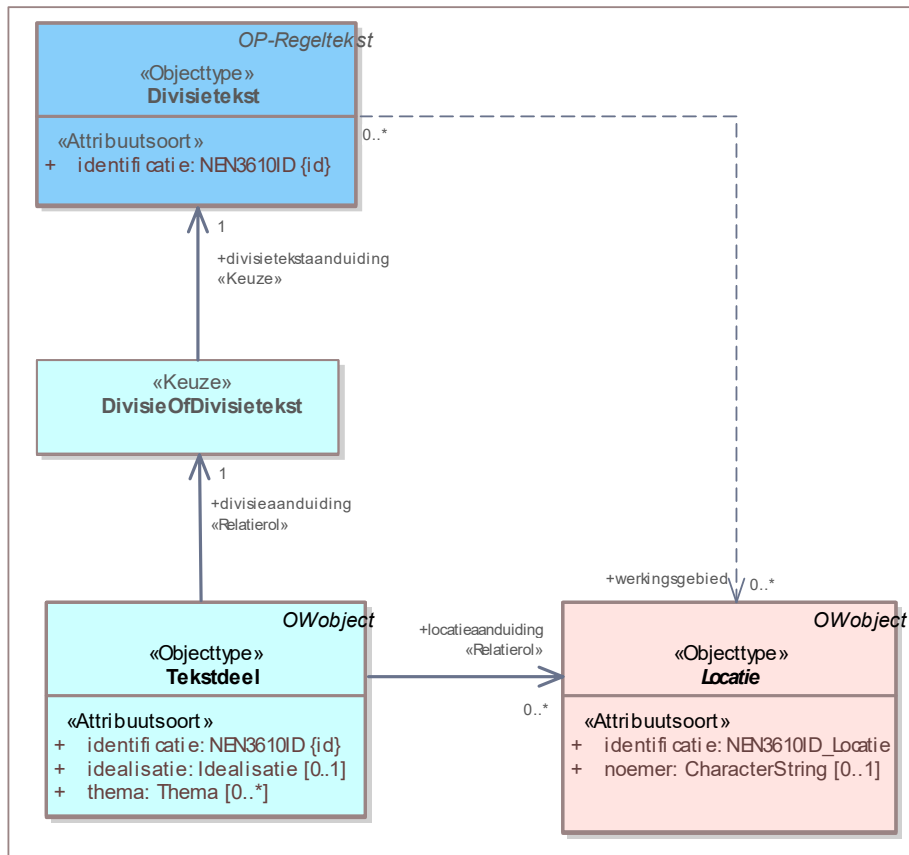 OP-Regeltekst
«Objecttype»
Divisietekst
«Attribuutsoort»
+ identificatie: NEN3610ID {id}
0..*
1
+divisietekstaanduiding
«Keuze»
«Keuze»
DivisieOfDivisietekst
1
+divisieaanduiding
«Relatierol»
+werkingsgebied
0..*
OWobject
«Objecttype»
Tekstdeel
«Attribuutsoort»
+ identificatie: NEN3610ID {id}
+ idealisatie: Idealisatie [0..1]
+ thema: Thema [0..*]
+locatieaanduiding
«Relatierol»
0..*
OWobject
«Objecttype»
Locatie
«Attribuutsoort»
+ identificatie: NEN3610ID_Locatie
+ noemer: CharacterString [0..1]